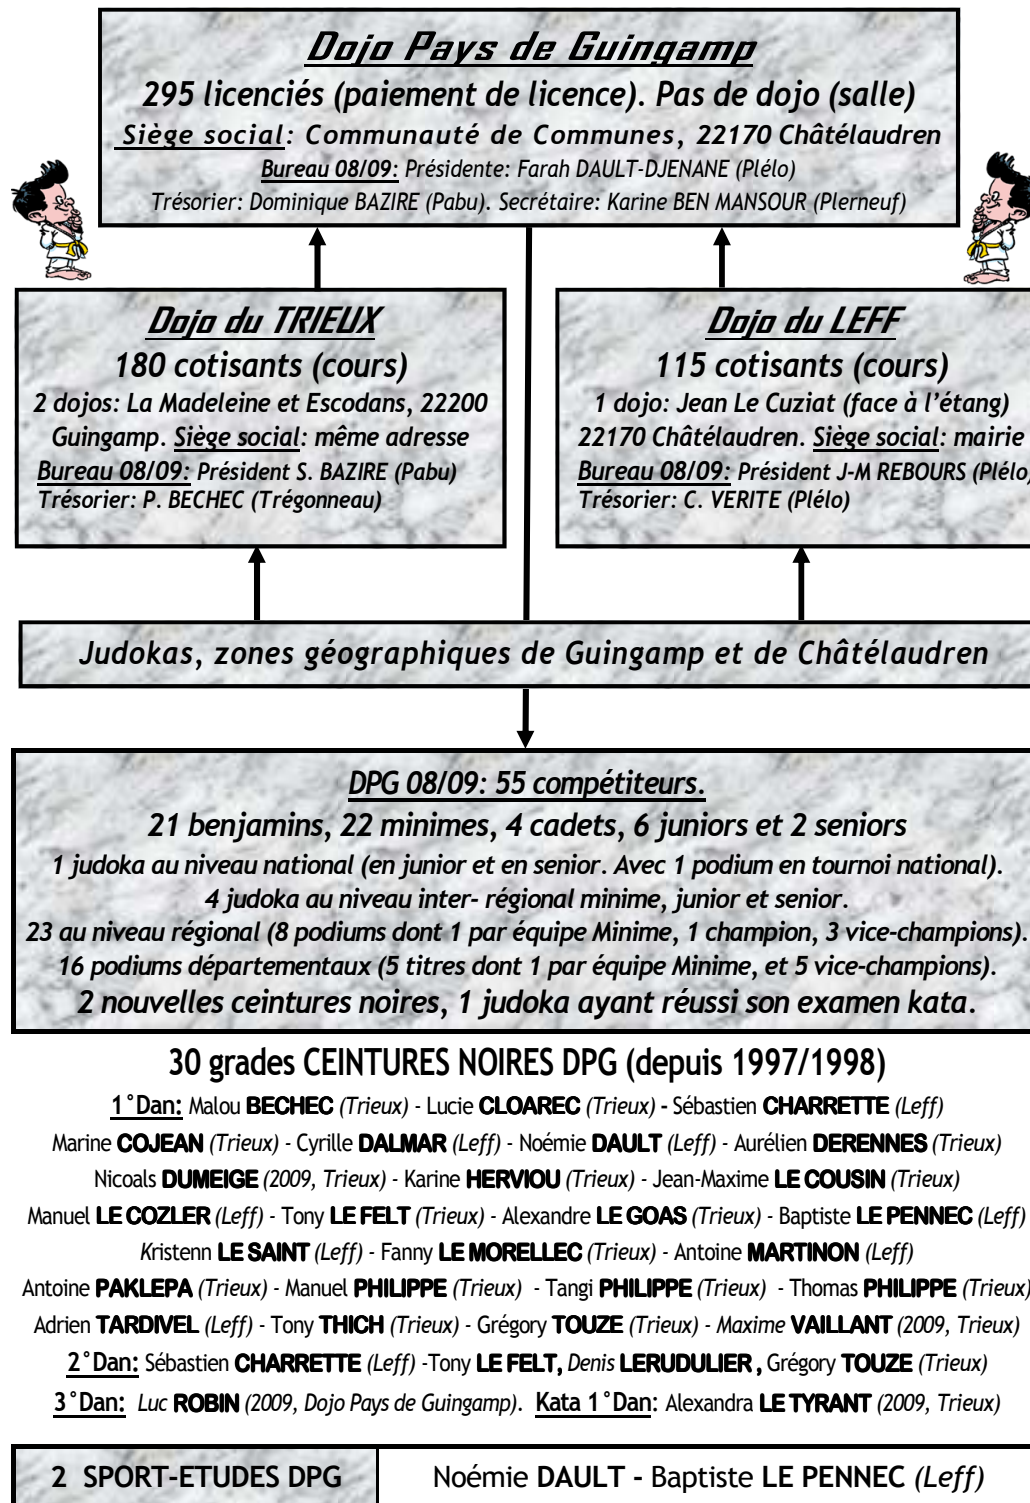 Dojo Pays de Guingamp
295 licenciés (paiement de licence). Pas de dojo (salle)
Siège social: Communauté de Communes, 22170 Châtélaudren
Bureau 08/09: Présidente: Farah DAULT-DJENANE (Plélo)
Trésorier: Dominique BAZIRE (Pabu). Secrétaire: Karine BEN MANSOUR (Plerneuf)
Dojo du TRIEUX
180 cotisants (cours)
2 dojos: La Madeleine et Escodans, 22200
Guingamp. Siège social: même adresse
Bureau 08/09: Président S. BAZIRE (Pabu)
Trésorier: P. BECHEC (Trégonneau)
Dojo du LEFF
115 cotisants (cours)
1 dojo: Jean Le Cuziat (face à l'étang)
22170 Châtélaudren. Siège social: mairie
Bureau 08/09: Président J-M REBOURS (Plélo)
Trésorier: C. VERITE (Plélo)
Judokas, zones géographiques de Guingamp et de Châtélaudren
DPG 08/09: 55 compétiteurs.
21 benjamins, 22 minimes, 4 cadets, 6 juniors et 2 seniors
1 judoka au niveau national (en junior et en senior. Avec 1 podium en tournoi national).
4 judoka au niveau inter- régional minime, junior et senior.
23 au niveau régional (8 podiums dont 1 par équipe Minime, 1 champion, 3 vice-champions).
16 podiums départementaux (5 titres dont 1 par équipe Minime, et 5 vice-champions).
2 nouvelles ceintures noires, 1 judoka ayant réussi son examen kata.
30 grades CEINTURES NOIRES DPG (depuis 1997/1998)
1°Dan: Malou BECHEC (Trieux) - Lucie CLOAREC (Trieux) - Sébastien CHARRETTE (Leff)
Marine COJEAN (Trieux) - Cyrille DALMAR (Leff) - Noémie DAULT (Leff) - Aurélien DERENNES (Trieux)
Nicoals DUMEIGE (2009, Trieux) - Karine HERVIOU (Trieux) - Jean-Maxime LE COUSIN (Trieux)
Manuel LE COZLER (Leff) - Tony LE FELT (Trieux) - Alexandre LE GOAS (Trieux) - Baptiste LE PENNEC (Leff)
Kristenn LE SAINT (Leff) - Fanny LE MORELLEC (Trieux) - Antoine MARTINON (Leff)
Antoine PAKLEPA (Trieux) - Manuel PHILIPPE (Trieux) - Tangi PHILIPPE (Trieux) - Thomas PHILIPPE (Trieux)
Adrien TARDIVEL (Leff) - Tony THICH (Trieux) - Grégory TOUZE (Trieux) - Maxime VAILLANT (2009, Trieux)
2°Dan: Sébastien CHARRETTE (Leff) -Tony LE FELT, Denis LERUDULIER , Grégory TOUZE (Trieux)
3°Dan: Luc ROBIN (2009, Dojo Pays de Guingamp). Kata 1°Dan: Alexandra LE TYRANT (2009, Trieux)
2 SPORT-ETUDES DPG
Noémie DAULT - Baptiste LE PENNEC (Leff)